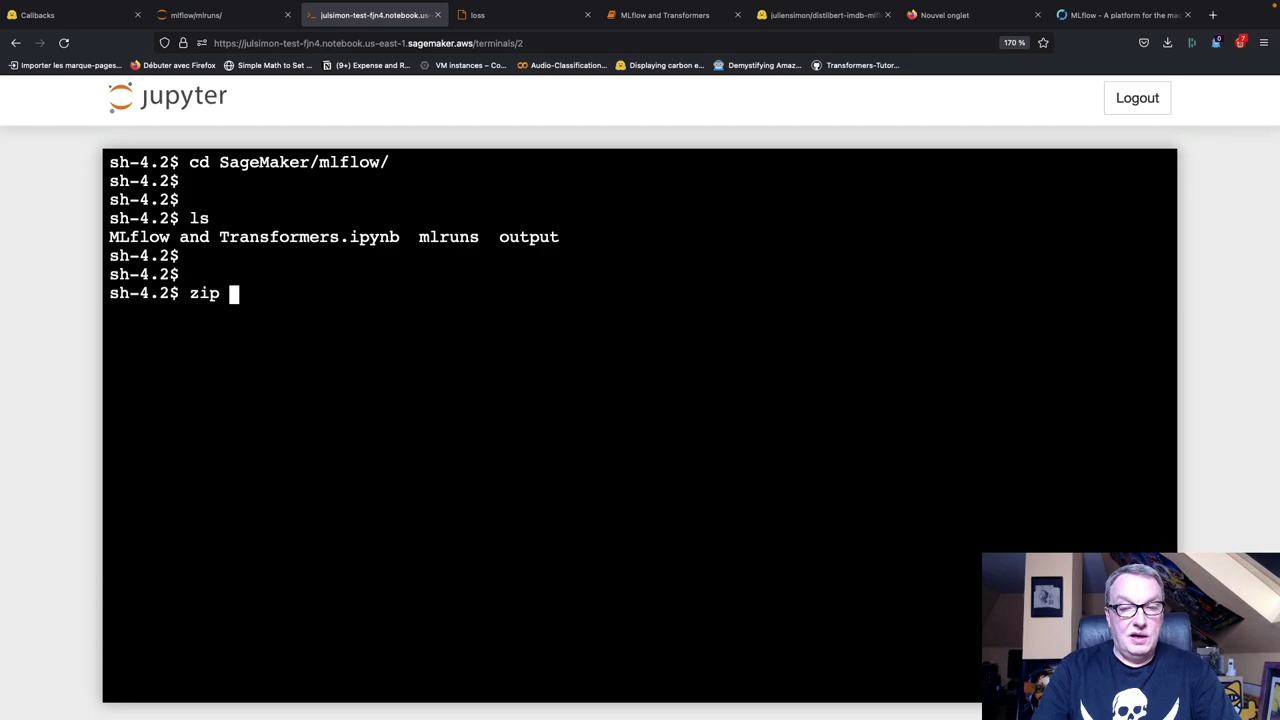 Callbacks
mlflow/mlruns/
julsimon-test-fjn4.notebook.us-
loss
MLflow and Transformers
juliensimon/distilbert-imdb-mlfl
Nouvel onglet
MLflow - A platform for the mac
https://julsimon-test-fjn4.notebook.us-east-1.sagemaker.aws/terminals/2
170 %
0
7
Importer les marque-pages...
Débuter avec Firefox
Simple Math to Set ...
(9+) Expense and R...
VM instances – Co...
Audio-Classification...
Displaying carbon e...
Demystifying Amaz...
Transformers-Tutor...
jupyter
Logout
sh-4.2$ cd SageMaker/mlflow/
sh-4.2$
sh-4.2$
sh-4.2$ ls
MLflow and Transformers.ipynb mlruns output
sh-4.2$
sh-4.2$
sh-4.2$ zip